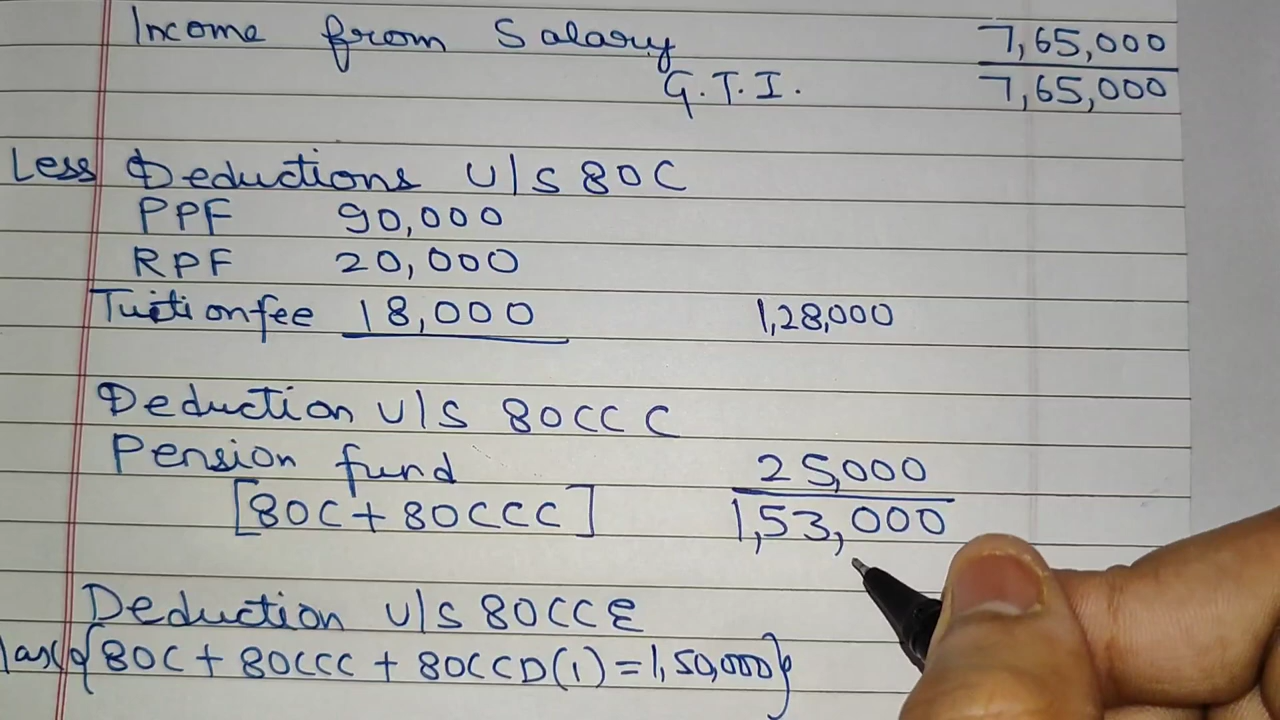 Income from Salary 7,65,000
G.T.I. 7,65,000
Less Deductions U/S 80C
PPF 90,000
RPF 20,000
Tuition fee 18,000 1,28,000
Deduction U/S 80CCC
Pension fund 25,000
[80C + 80CCC] 1,53,000
Deduction U/S 80CCE
{80C + 80CCC + 80CCD(1) = 1,50,000}